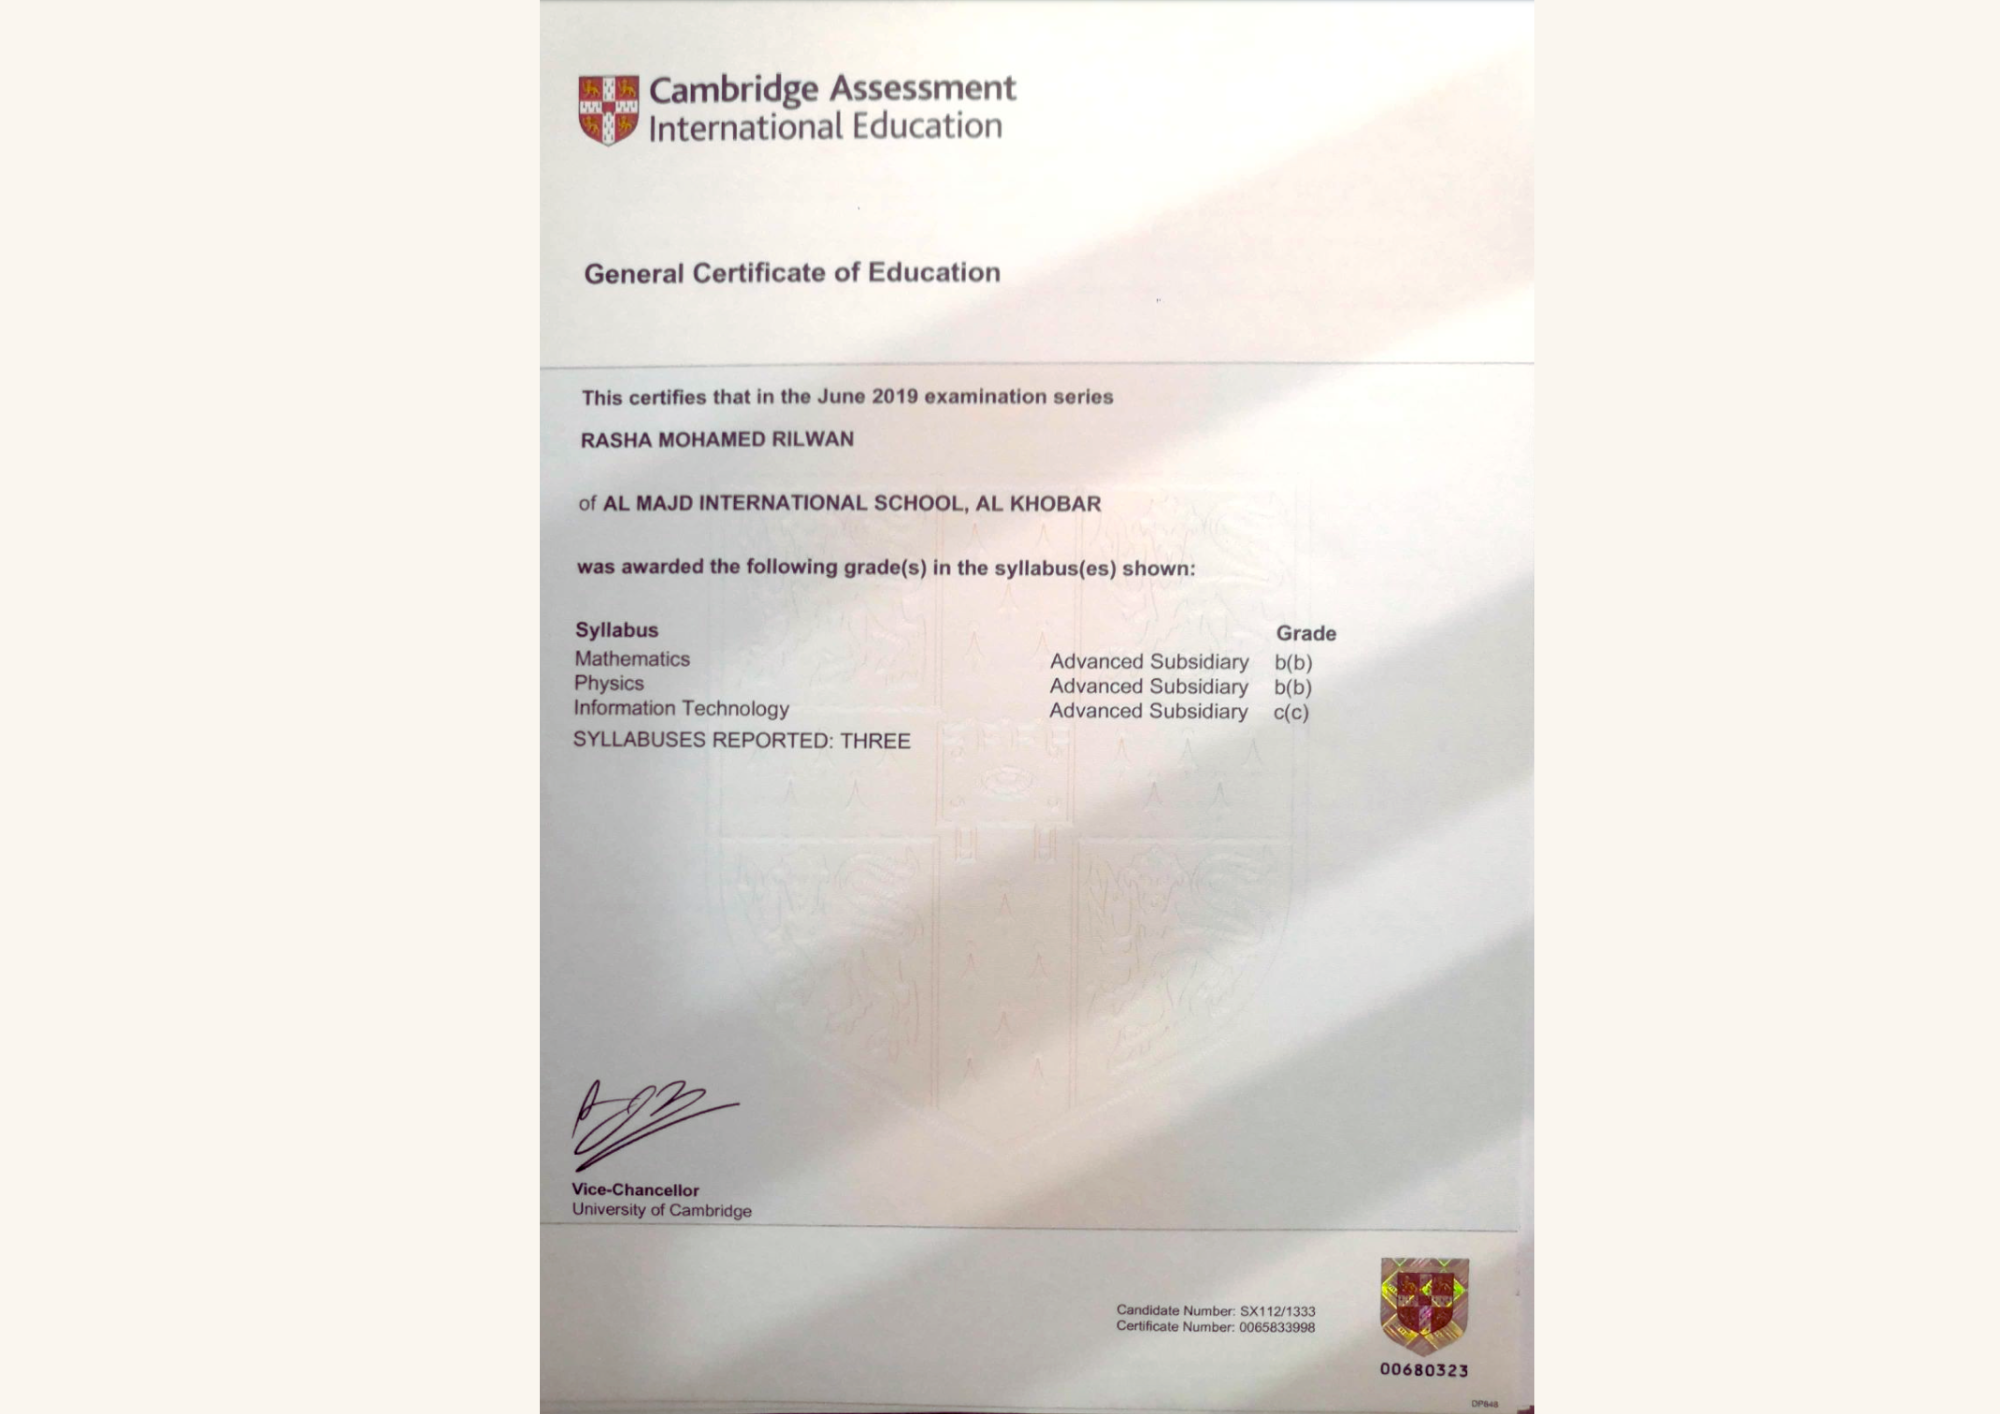 Cambridge Assessment
International Education
General Certificate of Education
This certifies that in the June 2019 examination series
RASHA MOHAMED RILWAN
of AL MAJD INTERNATIONAL SCHOOL, AL KHOBAR
was awarded the following grade(s) in the syllabus(es) shown:
Syllabus Grade
Mathematics Advanced Subsidiary b(b)
Physics Advanced Subsidiary b(b)
Information Technology Advanced Subsidiary c(c)
SYLLABUSES REPORTED: THREE
Vice-Chancellor
University of Cambridge
Candidate Number: SX112/1333
Certificate Number: 0065833998
00680323